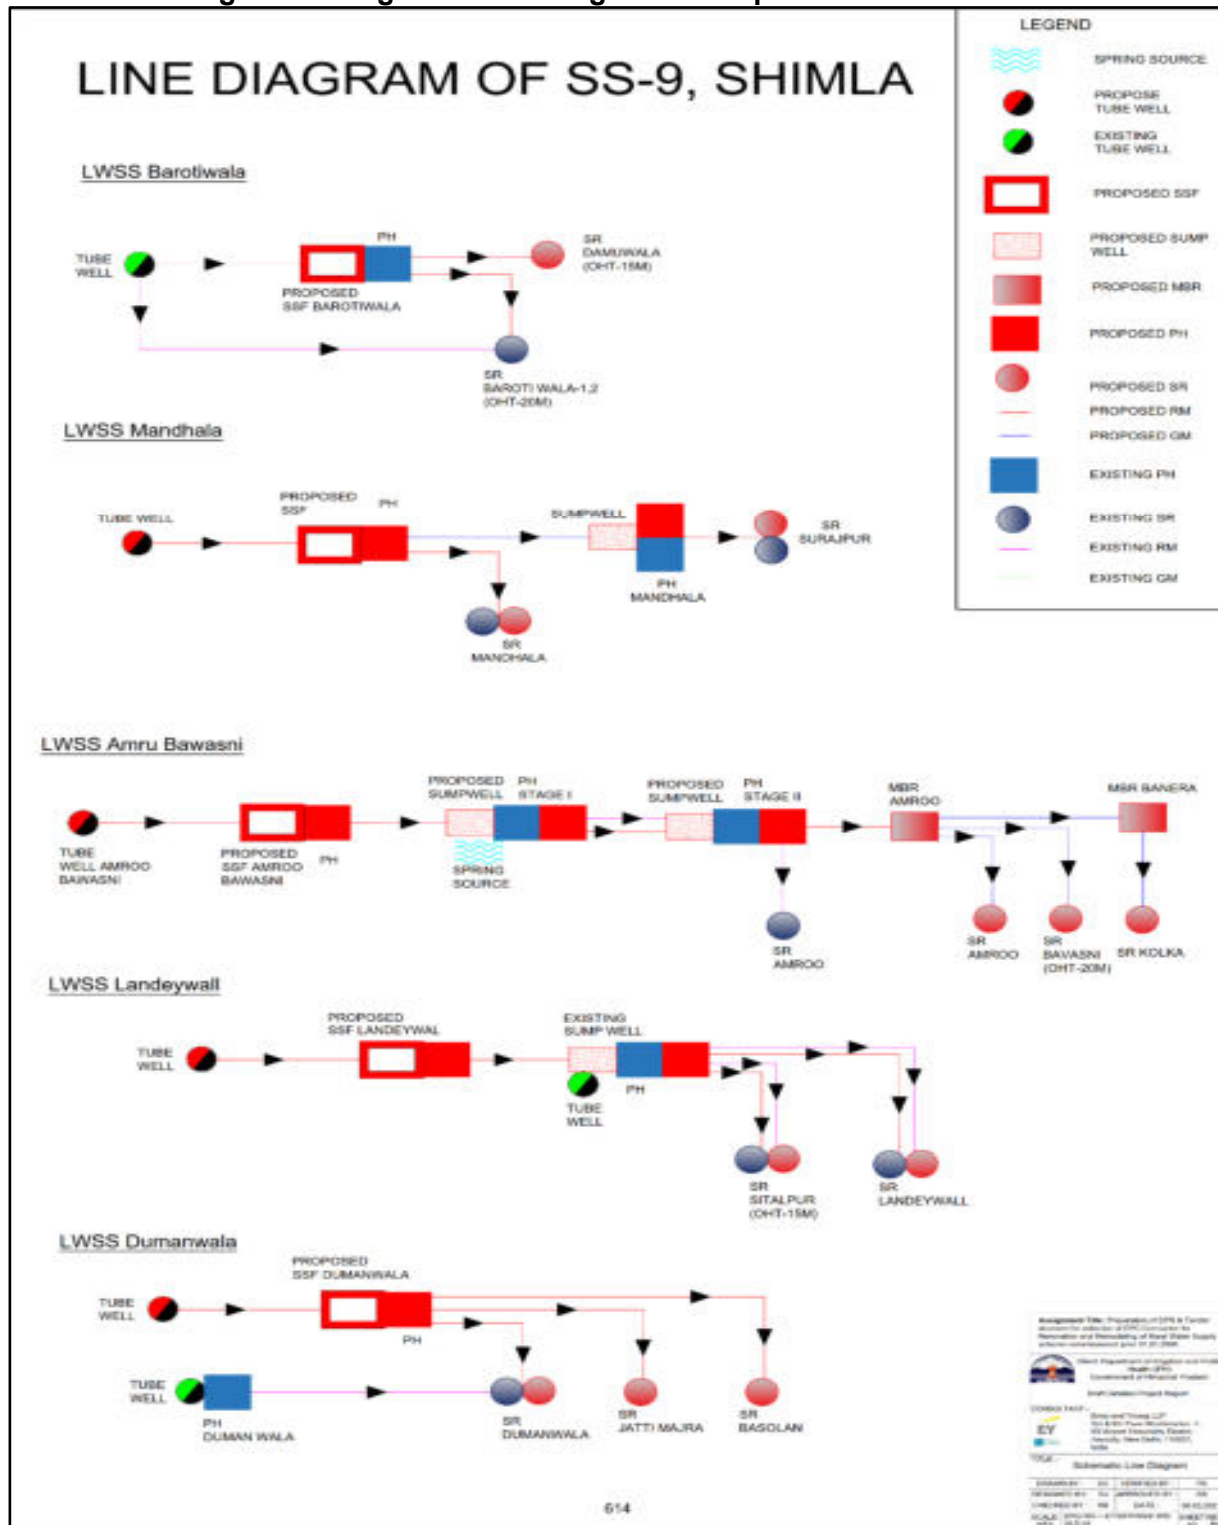 LINE DIAGRAM OF SS-9, SHIMLA
LEGEND
SPRING SOURCE
PROPOSE
TUBE WELL
EXISTING
TUBE WELL
PROPOSED SSF
PROPOSED SUMP
WELL
PROPOSED MBR
PROPOSED PH
PROPOSED SR
PROPOSED RM
PROPOSED GM
EXISTING PH
EXISTING SR
EXISTING RM
EXISTING GM
LWSS Barotiwala
TUBE
WELL
PH
PROPOSED
SSF BAROTIWALA
SR
DAMUWALA
(OHT-15M)
SR
BAROTI WALA-1,2
(OHT-20M)
LWSS Mandhala
TUBE WELL
PROPOSED
SSF
PH
SUMPWELL
PH
MANDHALA
SR
SURAJPUR
SR
MANDHALA
LWSS Amru Bawasni
TUBE
WELL AMROO
BAWASNI
PROPOSED
SSF AMROO
BAWASNI
PH
PROPOSED
SUMPWELL
PH
STAGE I
SPRING
SOURCE
PROPOSED
SUMPWELL
PH
STAGE II
SR
AMROO
MBR
AMROO
MBR BANERA
SR
AMROO
SR
BAVASNI
(OHT-20M)
SR KOLKA
LWSS Landeywall
TUBE
WELL
PROPOSED
SSF LANDEYWAL
EXISTING
SUMP WELL
TUBE
WELL
PH
SR
SITALPUR
(OHT-15M)
SR
LANDEYWALL
LWSS Dumanwala
TUBE
WELL
PROPOSED
SSF DUMANWALA
PH
TUBE
WELL
PH
DUMAN WALA
SR
DUMANWALA
SR
JATTI MAJRA
SR
BASOLAN
Government of Himachal Pradesh
Draft Detailed Project Report
EY
Schematic Line Diagram
614